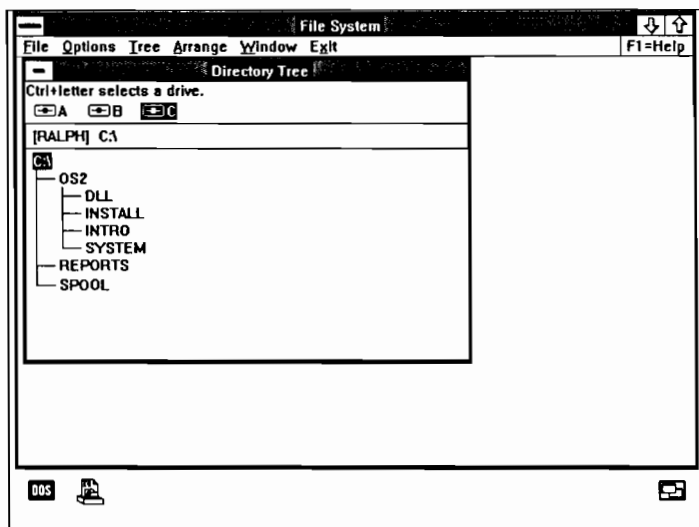 File System
File Options Tree Arrange Window Exit F1=Help
Directory Tree
Ctrl+letter selects a drive.
A B C
[RALPH] C:\
C:\
OS2
DLL
INSTALL
INTRO
SYSTEM
REPORTS
SPOOL
DOS